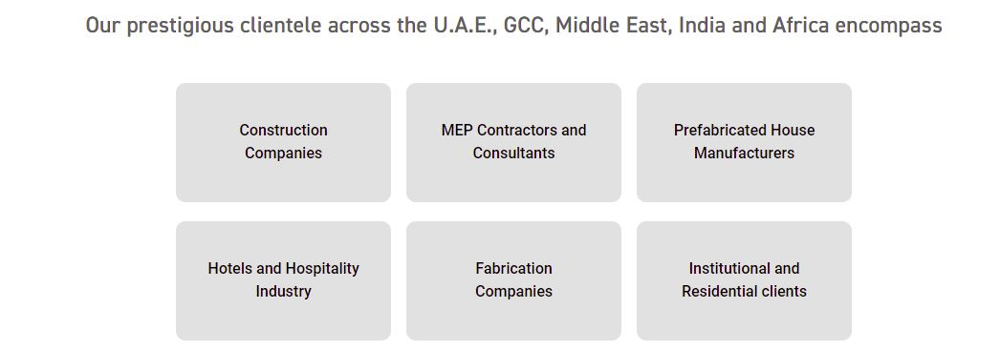 Our prestigious clientele across the U.A.E., GCC, Middle East, India and Africa encompass
Construction
Companies
MEP Contractors and
Consultants
Prefabricated House
Manufacturers
Hotels and Hospitality
Industry
Fabrication
Companies
Institutional and
Residential clients